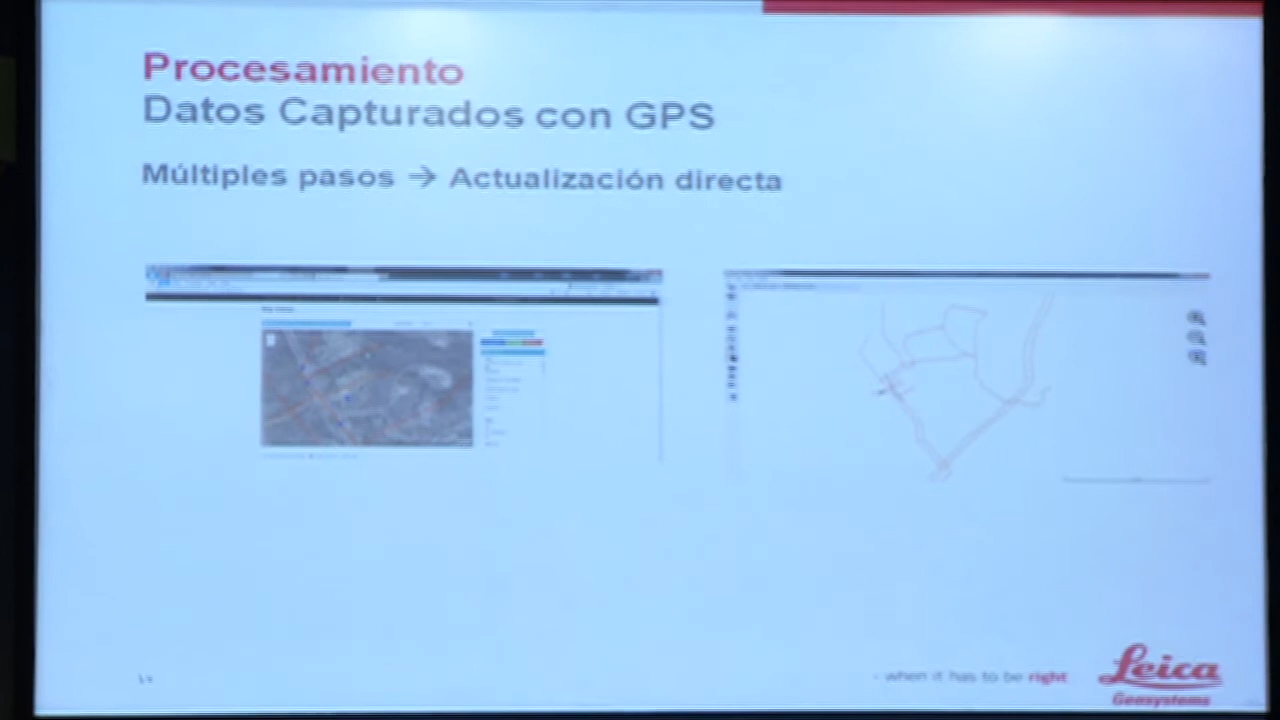 Procesamiento
Datos Capturados con GPS
Múltiples pasos → Actualización directa
- when it has to be right
Leica
Geosystems